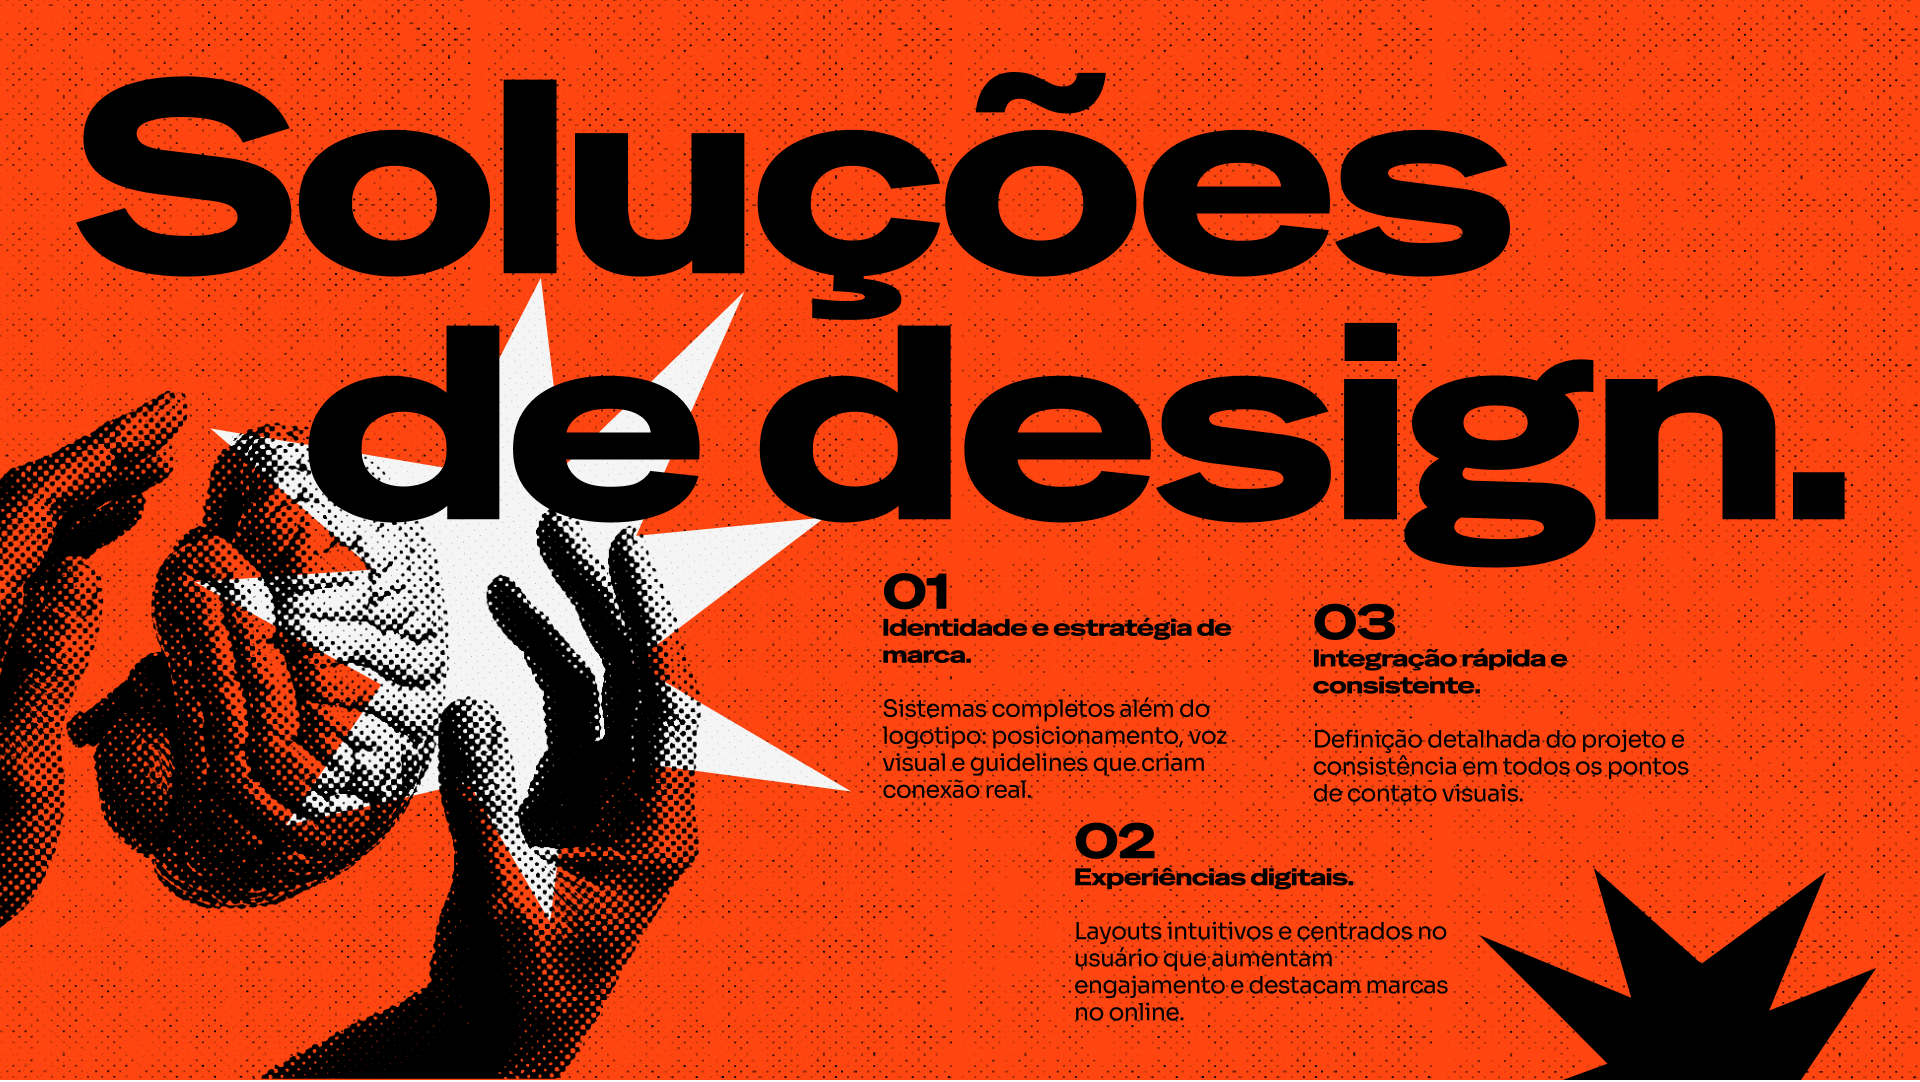 Soluções
de design.
01
Identidade e estratégia de
marca.
Sistemas completos além do
logotipo: posicionamento, voz
visual e guidelines que criam
conexão real.
02
Experiências digitais.
Layouts intuitivos e centrados no
usuário que aumentam
engajamento e destacam marcas
no online.
03
Integração rápida e
consistente.
Definição detalhada do projeto e
consistência em todos os pontos
de contato visuais.